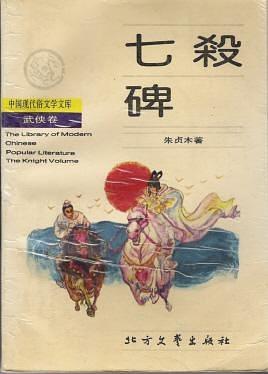 七殺
碑
朱贞木著
中国现代俗文学文库
武侠卷
The Library of Modern
Chinese
Popular Literature
The Knight Volume
北方文艺出版社